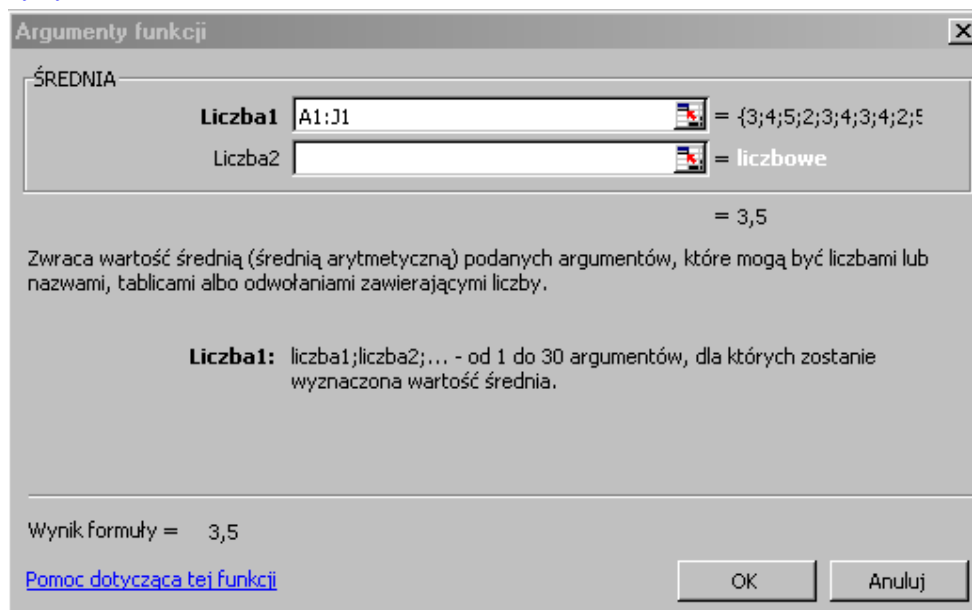 Argumenty funkcji
ŚREDNIA
Liczba1 A1:J1 = {3;4;5;2;3;4;3;4;2;5
Liczba2 = liczbowe
= 3,5
Zwraca wartość średnią (średnią arytmetyczną) podanych argumentów, które mogą być liczbami lub
nazwami, tablicami albo odwołaniami zawierającymi liczby.
Liczba1: liczba1;liczba2;... - od 1 do 30 argumentów, dla których zostanie
wyznaczona wartość średnia.
Wynik formuły = 3,5
Pomoc dotycząca tej funkcji OK Anuluj